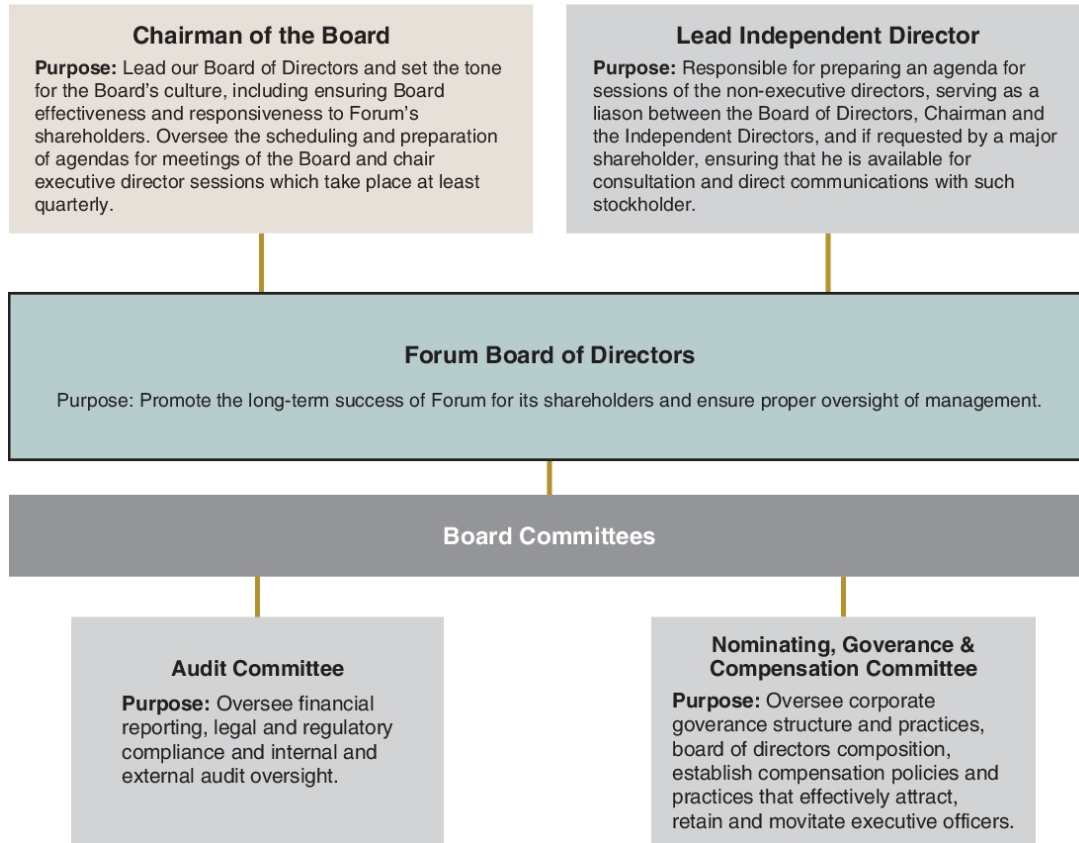 Chairman of the Board
Purpose: Lead our Board of Directors and set the tone
for the Board's culture, including ensuring Board
effectiveness and responsiveness to Forum's
shareholders. Oversee the scheduling and preparation
of agendas for meetings of the Board and chair
executive director sessions which take place at least
quarterly.
Lead Independent Director
Purpose: Responsible for preparing an agenda for
sessions of the non-executive directors, serving as a
liason between the Board of Directors, Chairman and
the Independent Directors, and if requested by a major
shareholder, ensuring that he is available for
consultation and direct communications with such
stockholder.
Forum Board of Directors
Purpose: Promote the long-term success of Forum for its shareholders and ensure proper oversight of management.
Board Committees
Audit Committee
Purpose: Oversee financial
reporting, legal and regulatory
compliance and internal and
external audit oversight.
Nominating, Goverance &
Compensation Committee
Purpose: Oversee corporate
goverance structure and practices,
board of directors composition,
establish compensation policies and
practices that effectively attract,
retain and movitate executive officers.